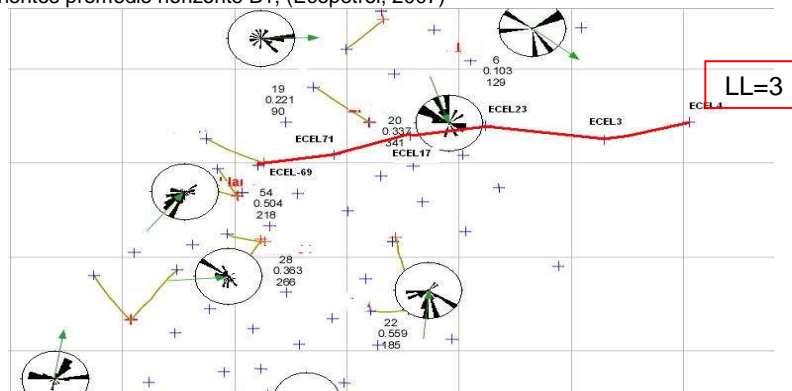 mentos promedio horizonte B1, (Ecopetrol, 2007)
6
0.103
129
LL=3
19
0.221
90
20
0.337
341
ECEL23
ECEL3
ECEL4
ECEL71
ECEL17
ECEL-69
54
0.504
218
28
0.363
266
22
0.559
185